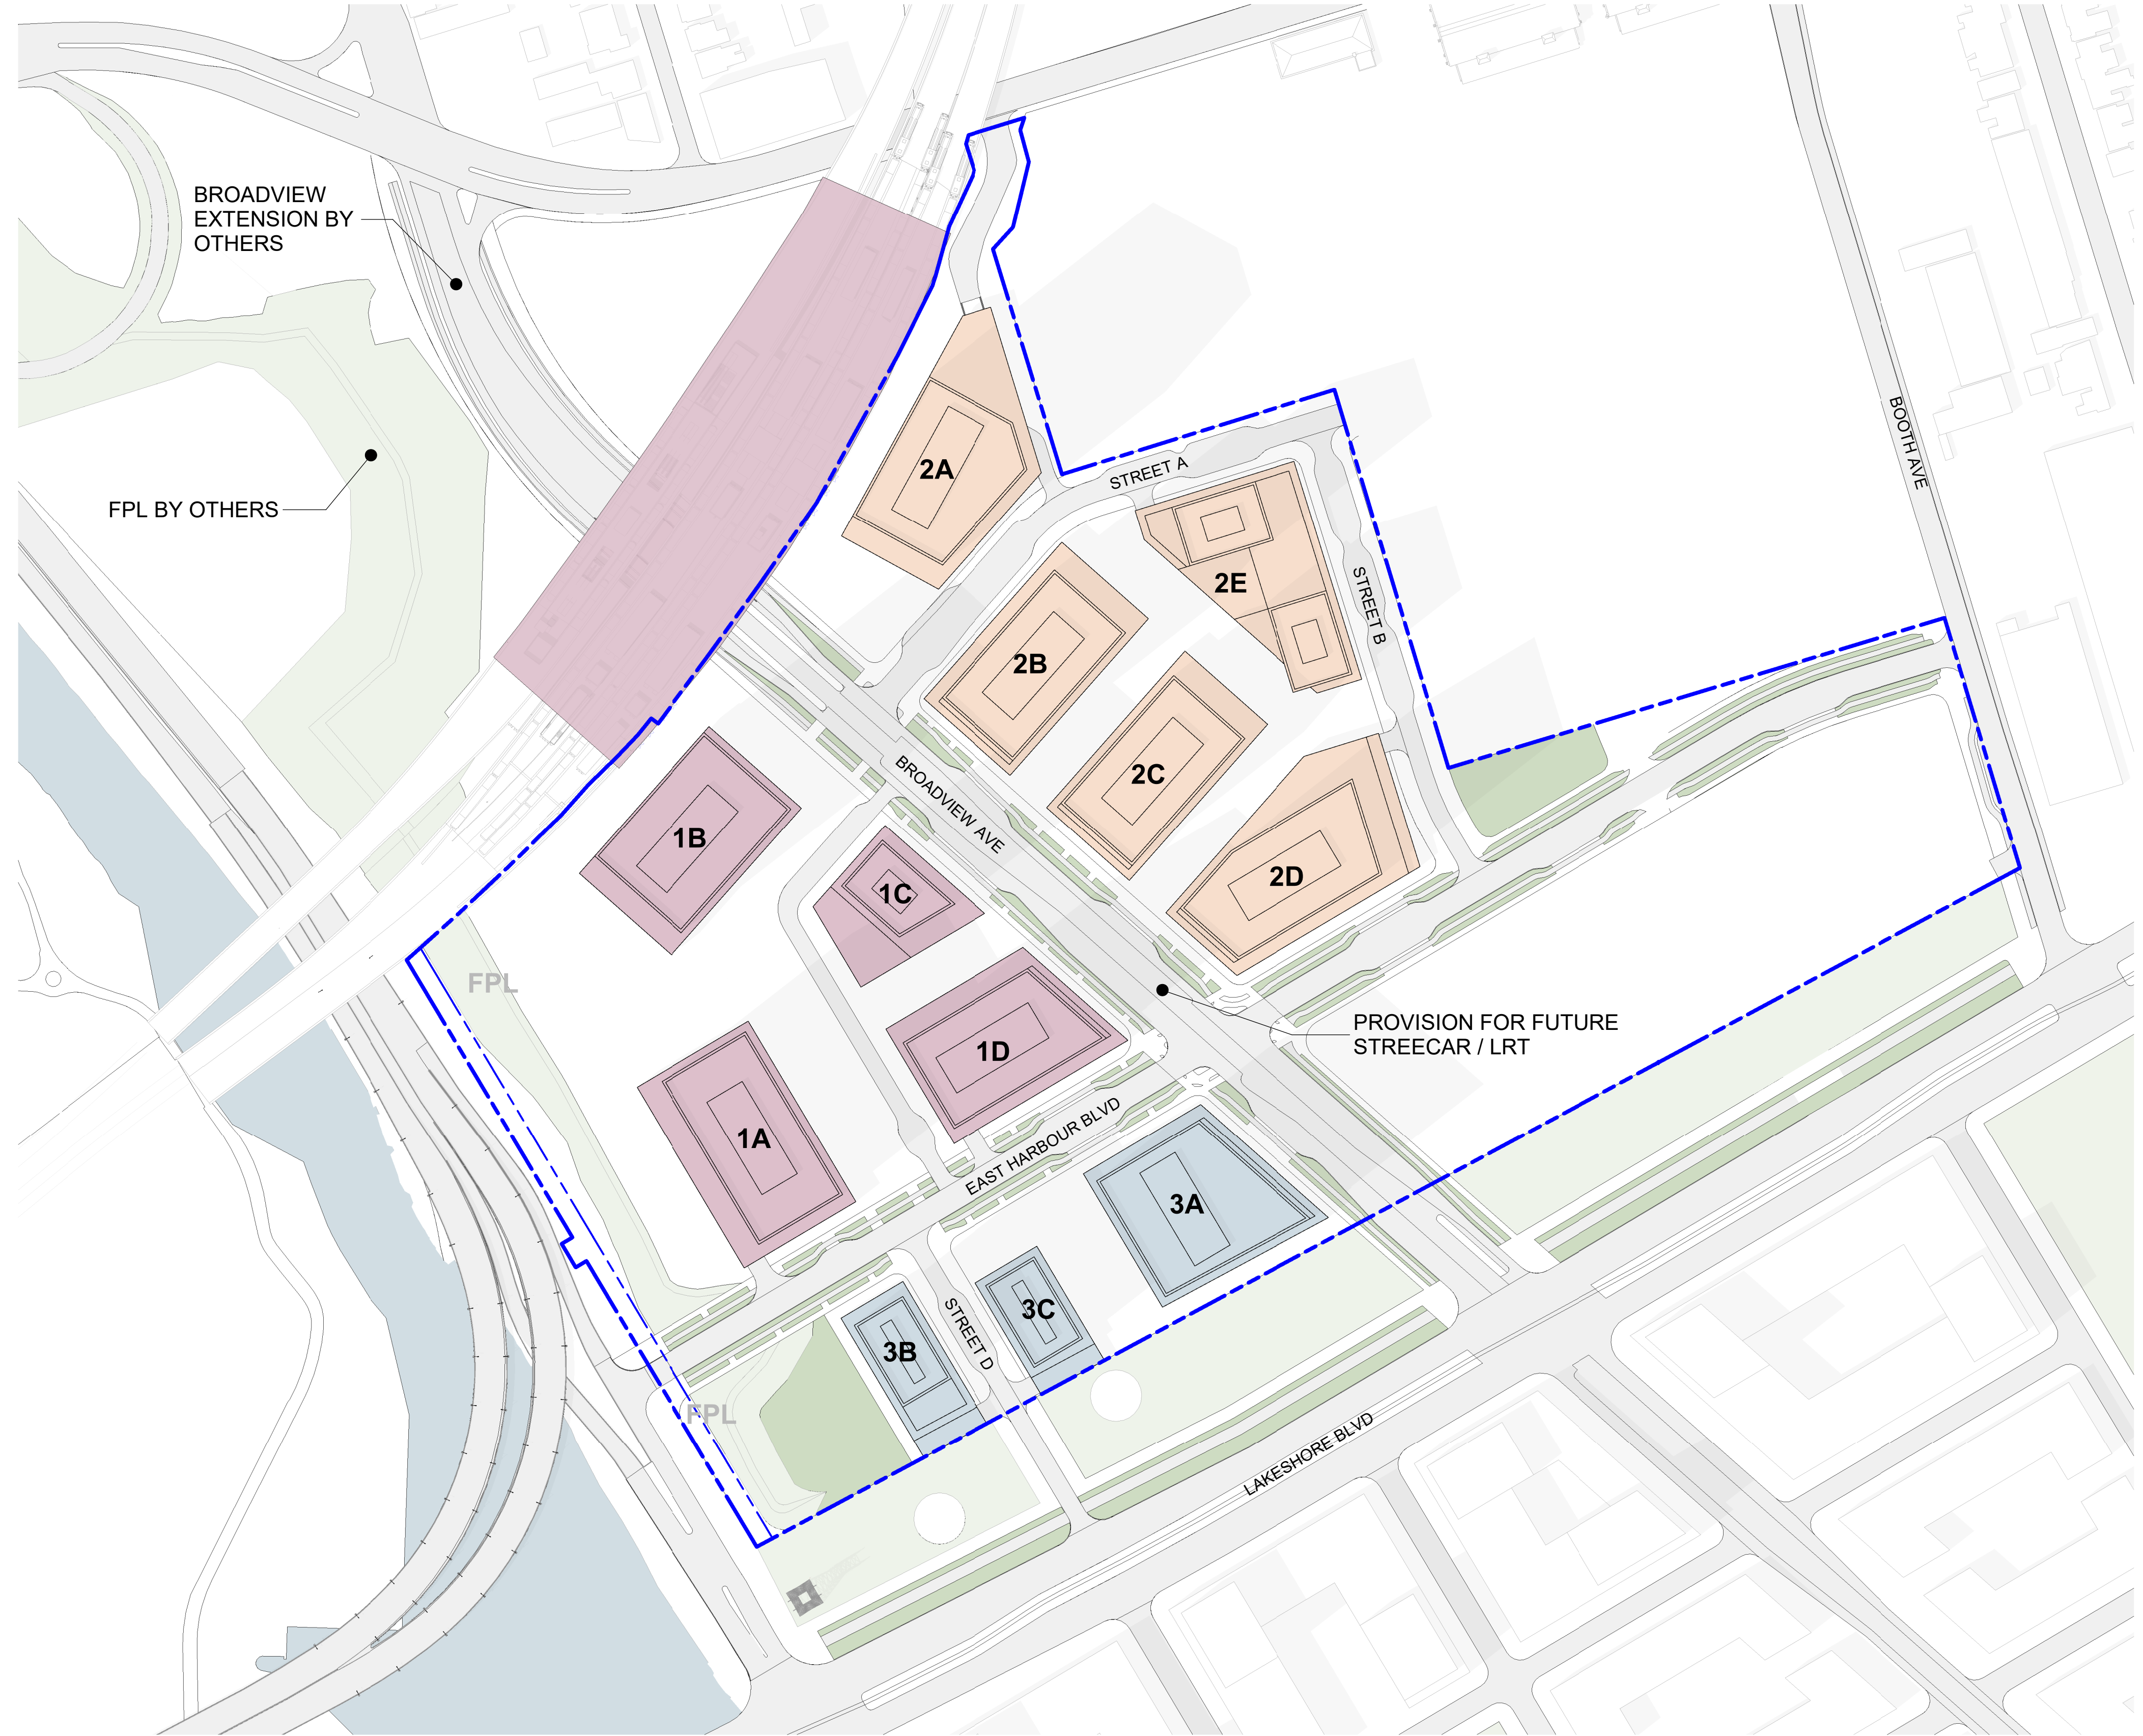 BROADVIEW
EXTENSION BY
OTHERS
BOOTH AVE
2A
STREET A
FPL BY OTHERS
2E
STREET B
2B
2C
BROADVIEW AVE
1B
2D
1C
FPL
PROVISION FOR FUTURE
STREECAR / LRT
1D
1A
EAST HARBOUR BLVD
3A
3C
STREET D
3B
FPL
LAKESHORE BLVD